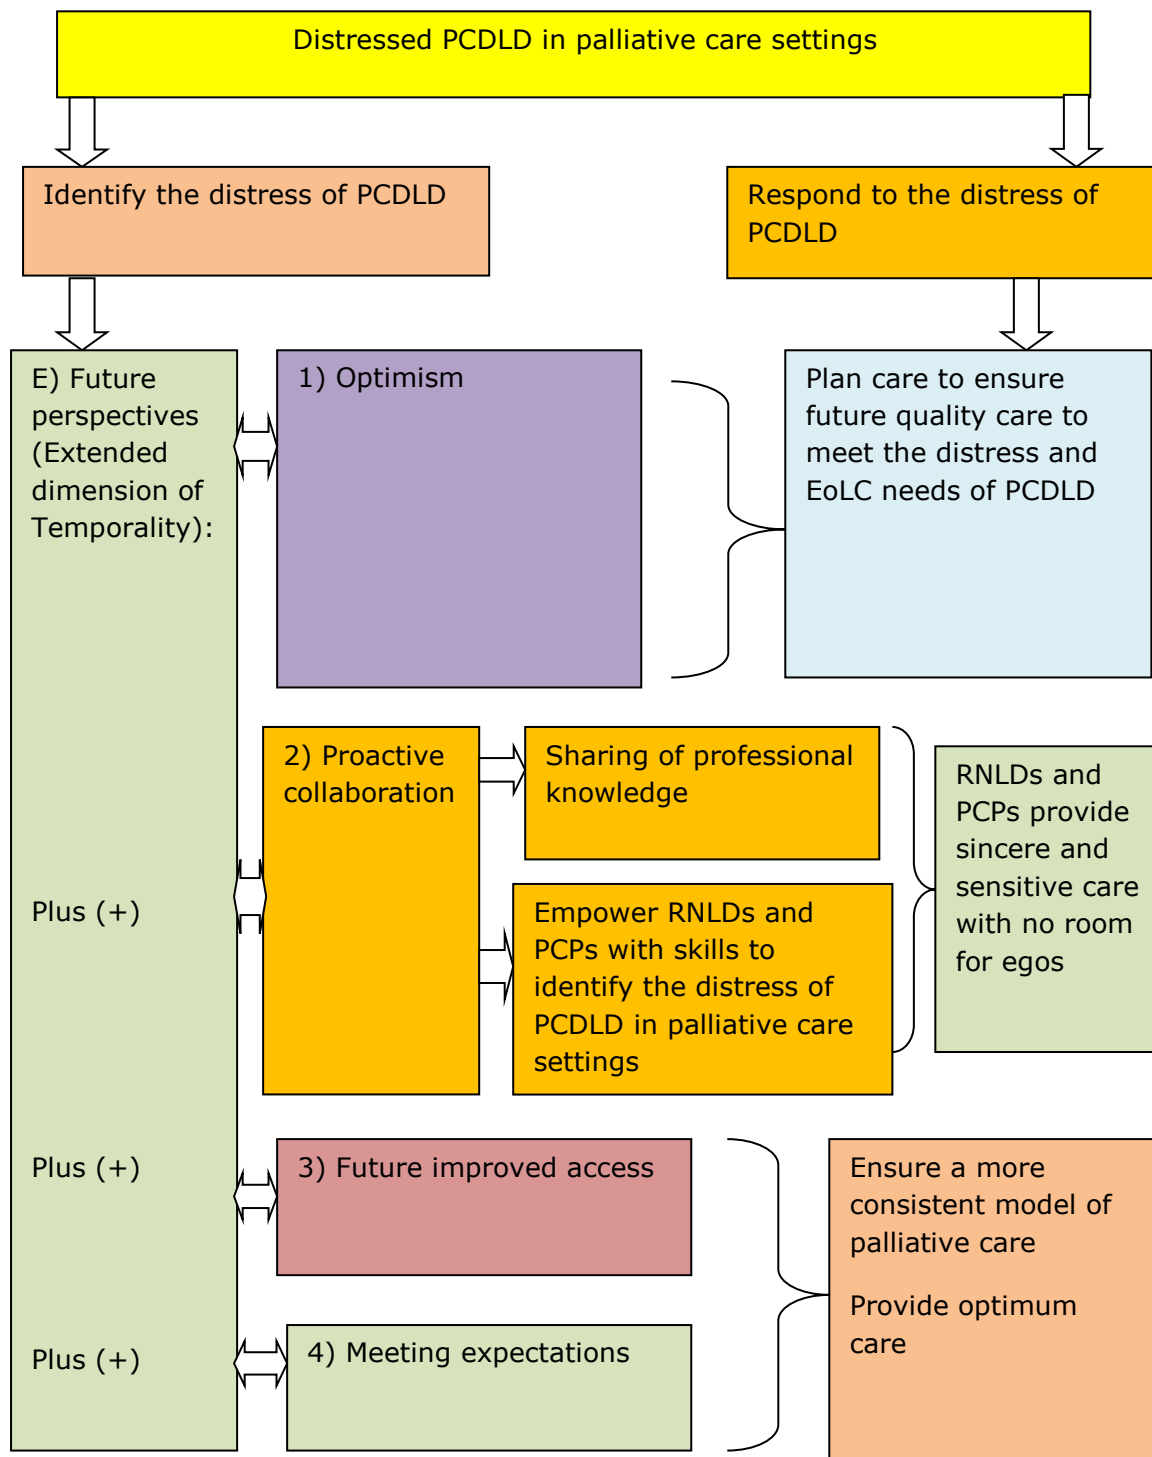 Distressed PCDLD in palliative care settings
Identify the distress of PCDLD
Respond to the distress of
PCDLD
E) Future
perspectives
(Extended
dimension of
Temporality):
1) Optimism
Plan care to ensure
future quality care to
meet the distress and
EoLC needs of PCDLD
Plus (+)
2) Proactive
collaboration
Sharing of professional
knowledge
Empower RNLDs and
PCPs with skills to
identify the distress of
PCDLD in palliative care
settings
RNLDs and
PCPs provide
sincere and
sensitive care
with no room
for egos
Plus (+)
3) Future improved access
Plus (+)
4) Meeting expectations
Ensure a more
consistent model of
palliative care
Provide optimum
care